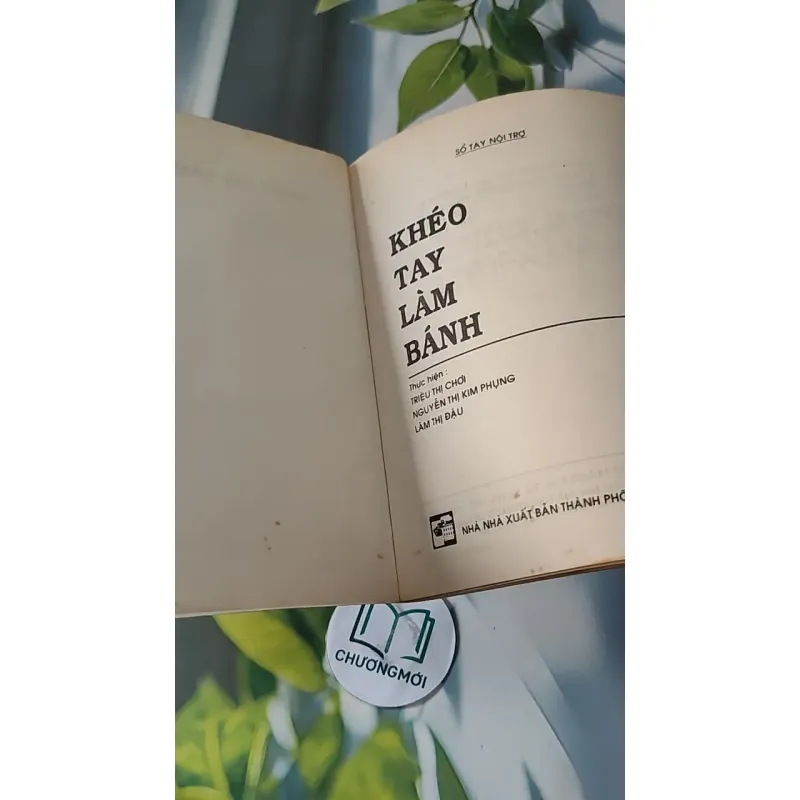 SỔ TAY NỘI TRỢ
KHÉO
TAY
LÀM
BÁNH
Thực hiện :
TRIỆU THỊ CHƠI
NGUYỄN THỊ KIM PHỤNG
LÂM THỊ ĐẬU
NHÀ NHÀ XUẤT BẢN THÀNH PHỐ
CHƯƠNGMỚI